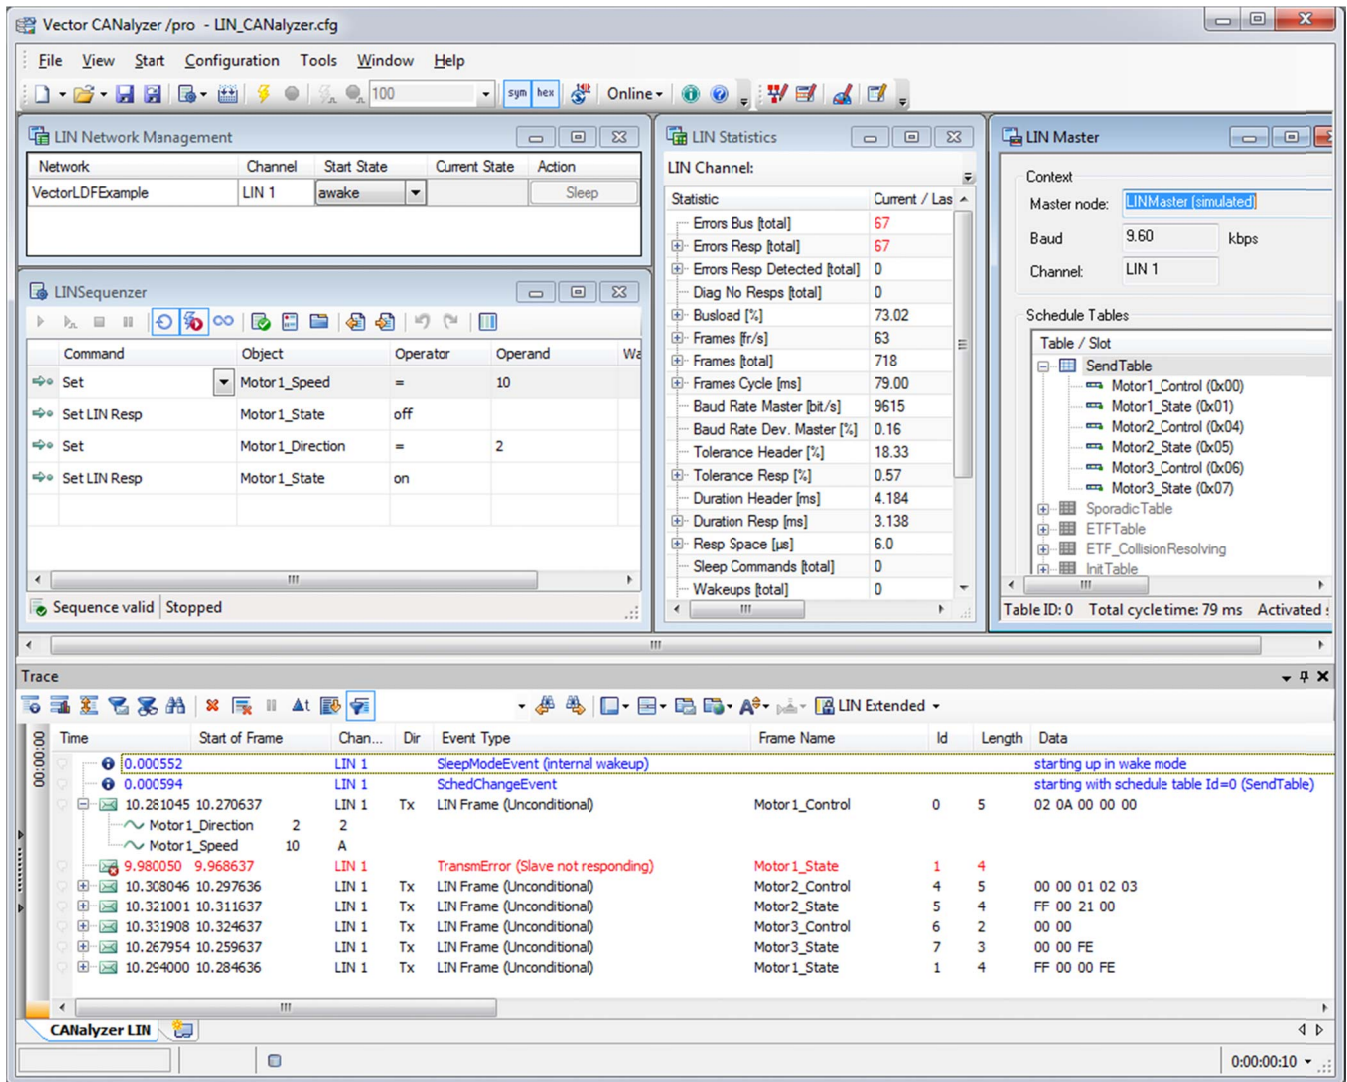 Vector CANalyzer /pro - LIN_CANalyzer.cfg
File View Start Configuration Tools Window Help
100 sym hex Online
LIN Network Management
Network Channel Start State Current State Action
VectorLDFExample LIN 1 awake Sleep
LINSequenzer
Command Object Operator Operand Wa
Set Motor1_Speed = 10
Set LIN Resp Motor1_State off
Set Motor1_Direction = 2
Set LIN Resp Motor1_State on
Sequence valid Stopped
LIN Statistics
LIN Channel:
Statistic Current / Las
Errors Bus [total] 67
Errors Resp [total] 67
Errors Resp Detected [total] 0
Diag No Resps [total] 0
Busload [%] 73.02
Frames [fr/s] 63
Frames [total] 718
Frames Cycle [ms] 79.00
Baud Rate Master [bit/s] 9615
Baud Rate Dev. Master [%] 0.16
Tolerance Header [%] 18.33
Tolerance Resp [%] 0.57
Duration Header [ms] 4.184
Duration Resp [ms] 3.138
Resp Space [µs] 6.0
Sleep Commands [total] 0
Wakeups [total] 0
LIN Master
Context
Master node: LINMaster (simulated)
Baud 9.60 kbps
Channel: LIN 1
Schedule Tables
Table / Slot
SendTable
Motor1_Control (0x00)
Motor1_State (0x01)
Motor2_Control (0x04)
Motor2_State (0x05)
Motor3_Control (0x06)
Motor3_State (0x07)
SporadicTable
ETFTable
ETF_CollisionResolving
InitTable
Table ID: 0 Total cycletime: 79 ms Activated
Trace
LIN Extended
00:00:00
Time Start of Frame Chan... Dir Event Type Frame Name Id Length Data
0.000552 LIN 1 SleepModeEvent (internal wakeup) starting up in wake mode
0.000594 LIN 1 SchedChangeEvent starting with schedule table Id=0 (SendTable)
10.281045 10.270637 LIN 1 Tx LIN Frame (Unconditional) Motor1_Control 0 5 02 0A 00 00 00
Motor1_Direction 2 2
Motor1_Speed 10 A
9.980050 9.968637 LIN 1 TransmError (Slave not responding) Motor1_State 1 4
10.308046 10.297636 LIN 1 Tx LIN Frame (Unconditional) Motor2_Control 4 5 00 00 01 02 03
10.321001 10.311637 LIN 1 Tx LIN Frame (Unconditional) Motor2_State 5 4 FF 00 21 00
10.331908 10.324637 LIN 1 Tx LIN Frame (Unconditional) Motor3_Control 6 2 00 00
10.267954 10.259637 LIN 1 Tx LIN Frame (Unconditional) Motor3_State 7 3 00 00 FE
10.294000 10.284636 LIN 1 Tx LIN Frame (Unconditional) Motor1_State 1 4 FF 00 00 FE
CANalyzer LIN
0:00:00:10